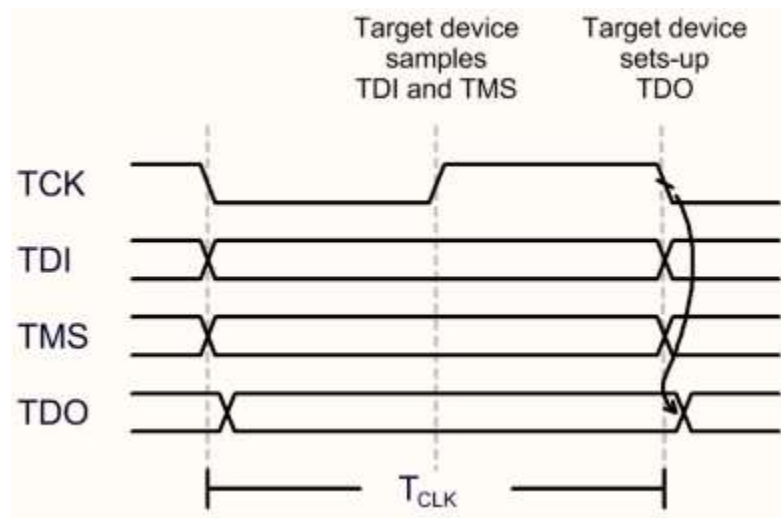 Target device
samples
TDI and TMS
Target device
sets-up
TDO
TCK
TDI
TMS
TDO
TCLK